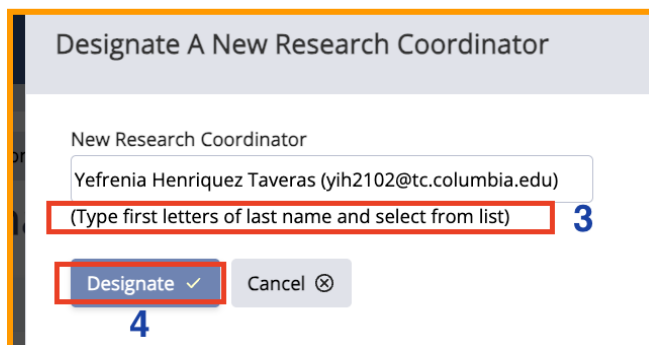 Designate A New Research Coordinator
New Research Coordinator
Yefrenia Henriquez Taveras (yih2102@tc.columbia.edu)
(Type first letters of last name and select from list) 3
Designate ✓ Cancel ⊗
4